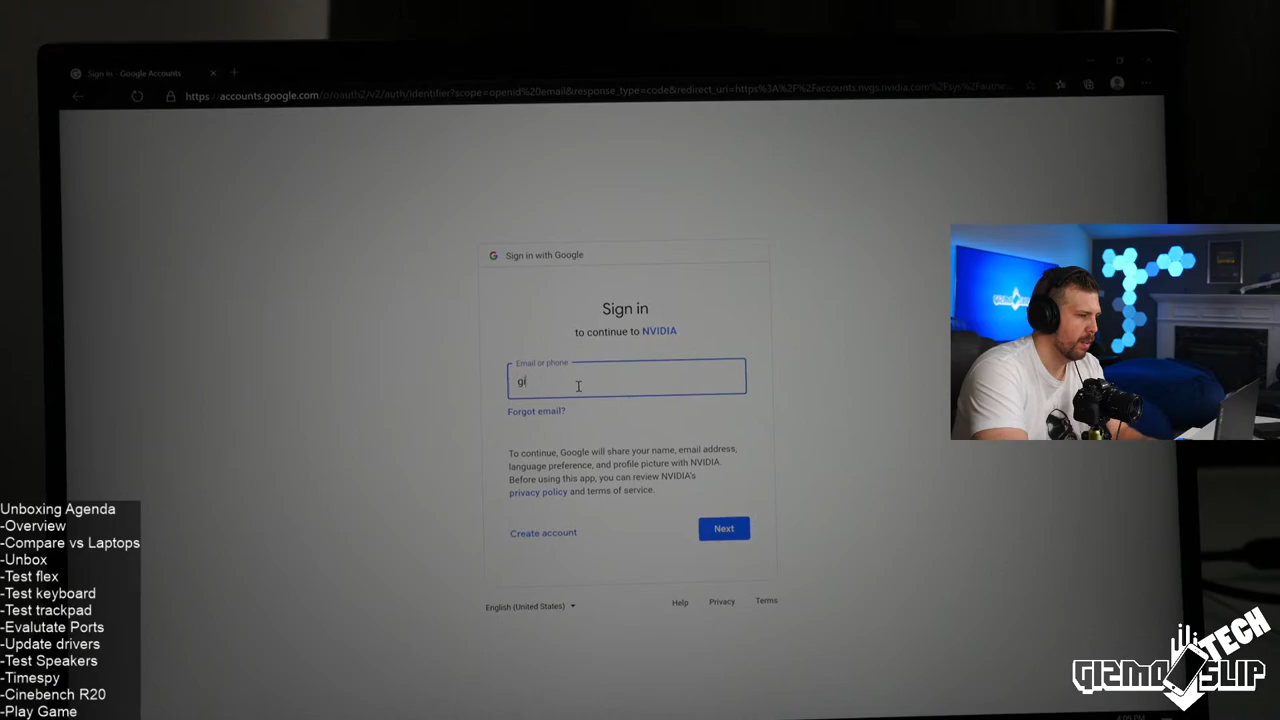 Sign in - Google Accounts
https://accounts.google.com/o/oauth2/v2/auth/identifier?scope=openid%20email&response_type=code&redirect_uri=https%3A%2F%2Faccounts.nvgs.nvidia.com%2Fsys%2Fauthe...
Sign in with Google
Sign in
to continue to NVIDIA
Email or phone
gi
Forgot email?
To continue, Google will share your name, email address,
language preference, and profile picture with NVIDIA.
Before using this app, you can review NVIDIA's
privacy policy and terms of service.
Create account
Next
English (United States)
Help Privacy Terms
Unboxing Agenda
-Overview
-Compare vs Laptops
-Unbox
-Test flex
-Test keyboard
-Test trackpad
-Evalutate Ports
-Update drivers
-Test Speakers
-Timespy
-Cinebench R20
-Play Game
GIZMO SLIP
TECH